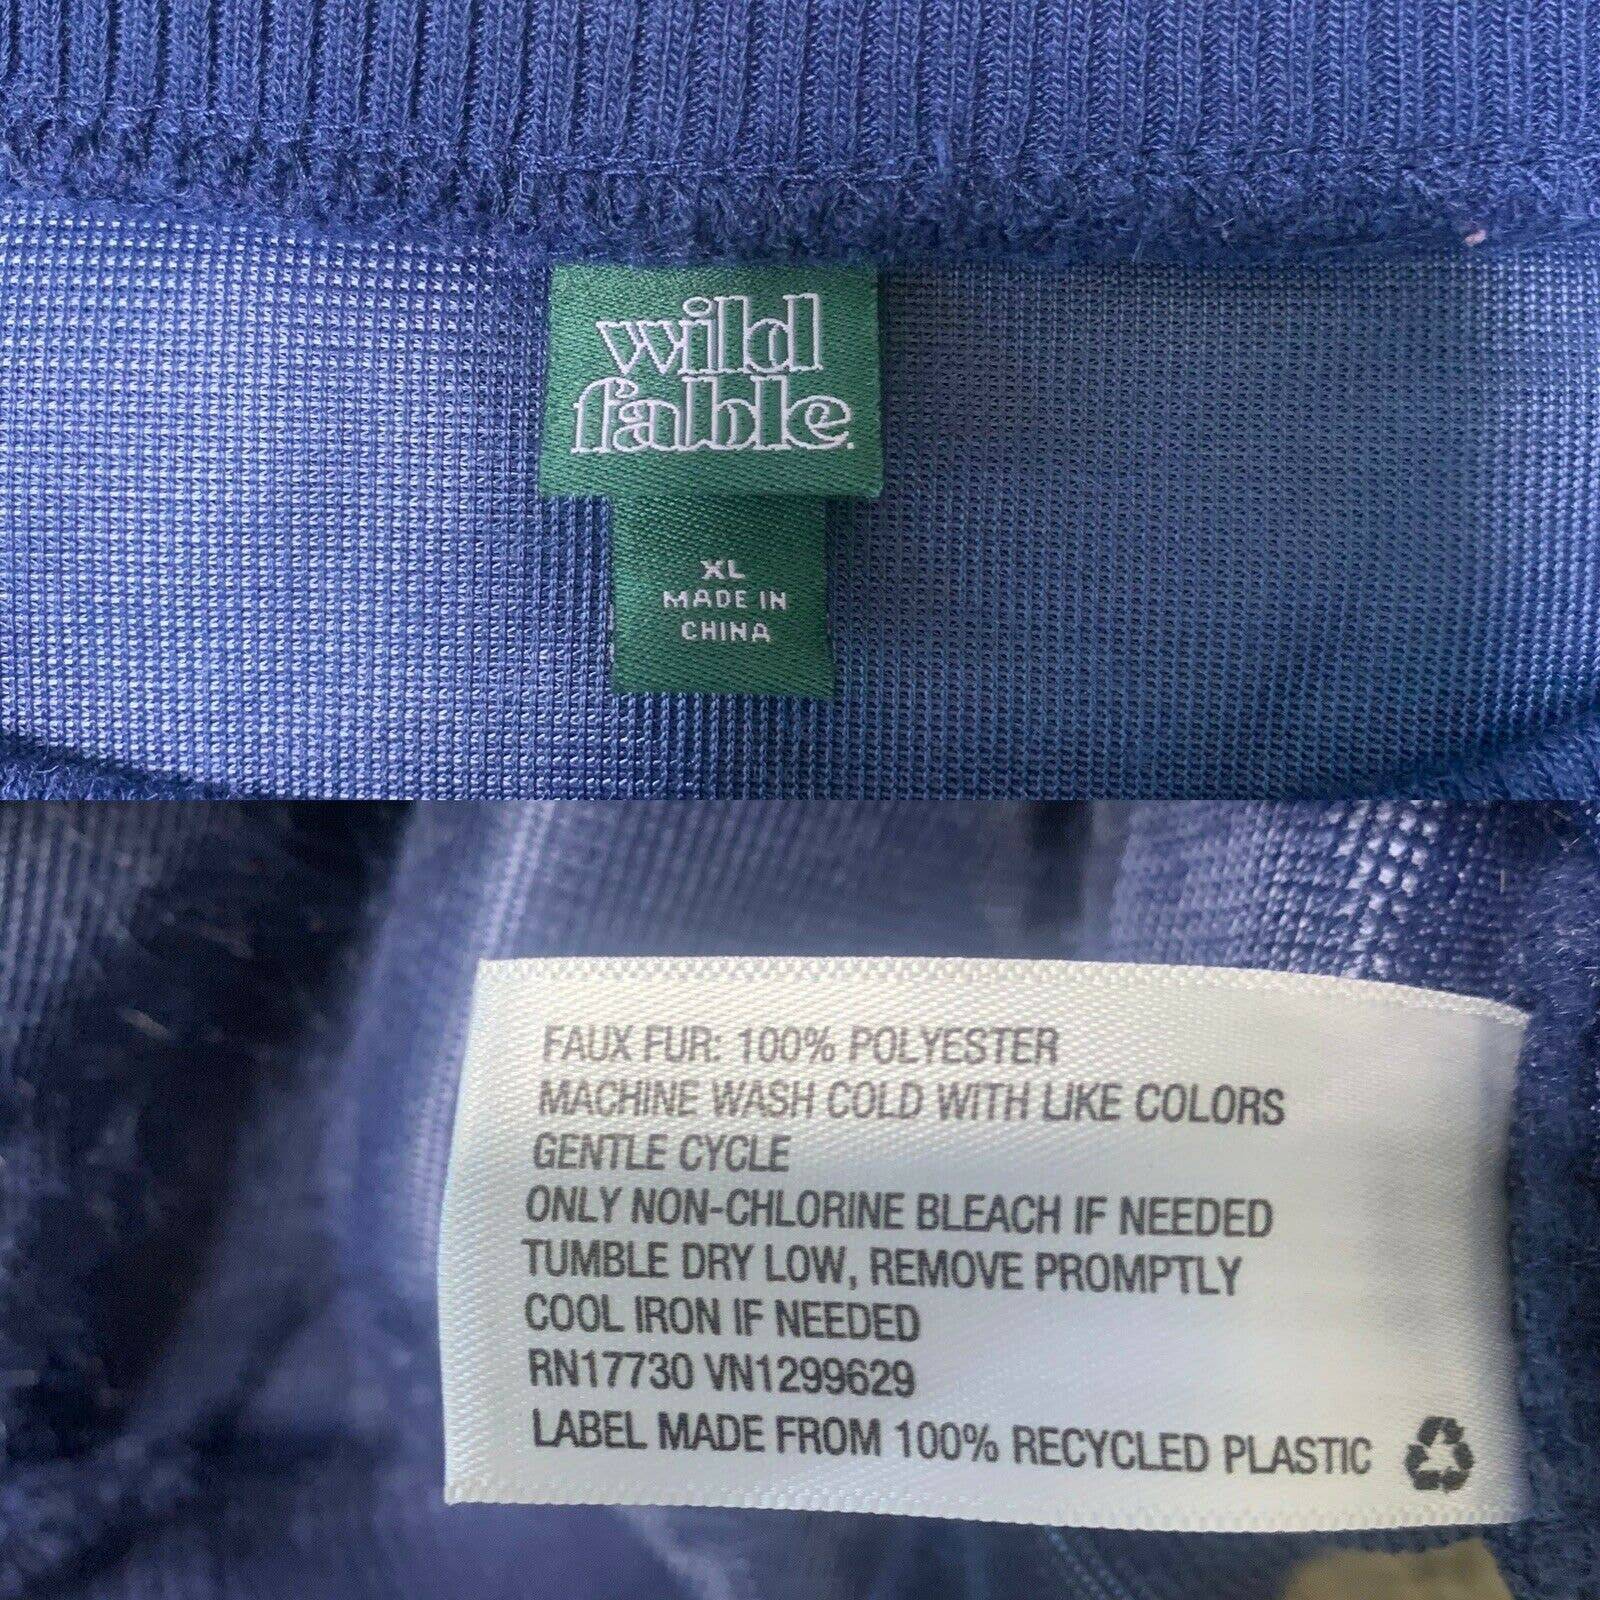 wild
fable.
XL
MADE IN
CHINA
FAUX FUR: 100% POLYESTER
MACHINE WASH COLD WITH LIKE COLORS
GENTLE CYCLE
ONLY NON-CHLORINE BLEACH IF NEEDED
TUMBLE DRY LOW, REMOVE PROMPTLY
COOL IRON IF NEEDED
RN17730 VN1299629
LABEL MADE FROM 100% RECYCLED PLASTIC